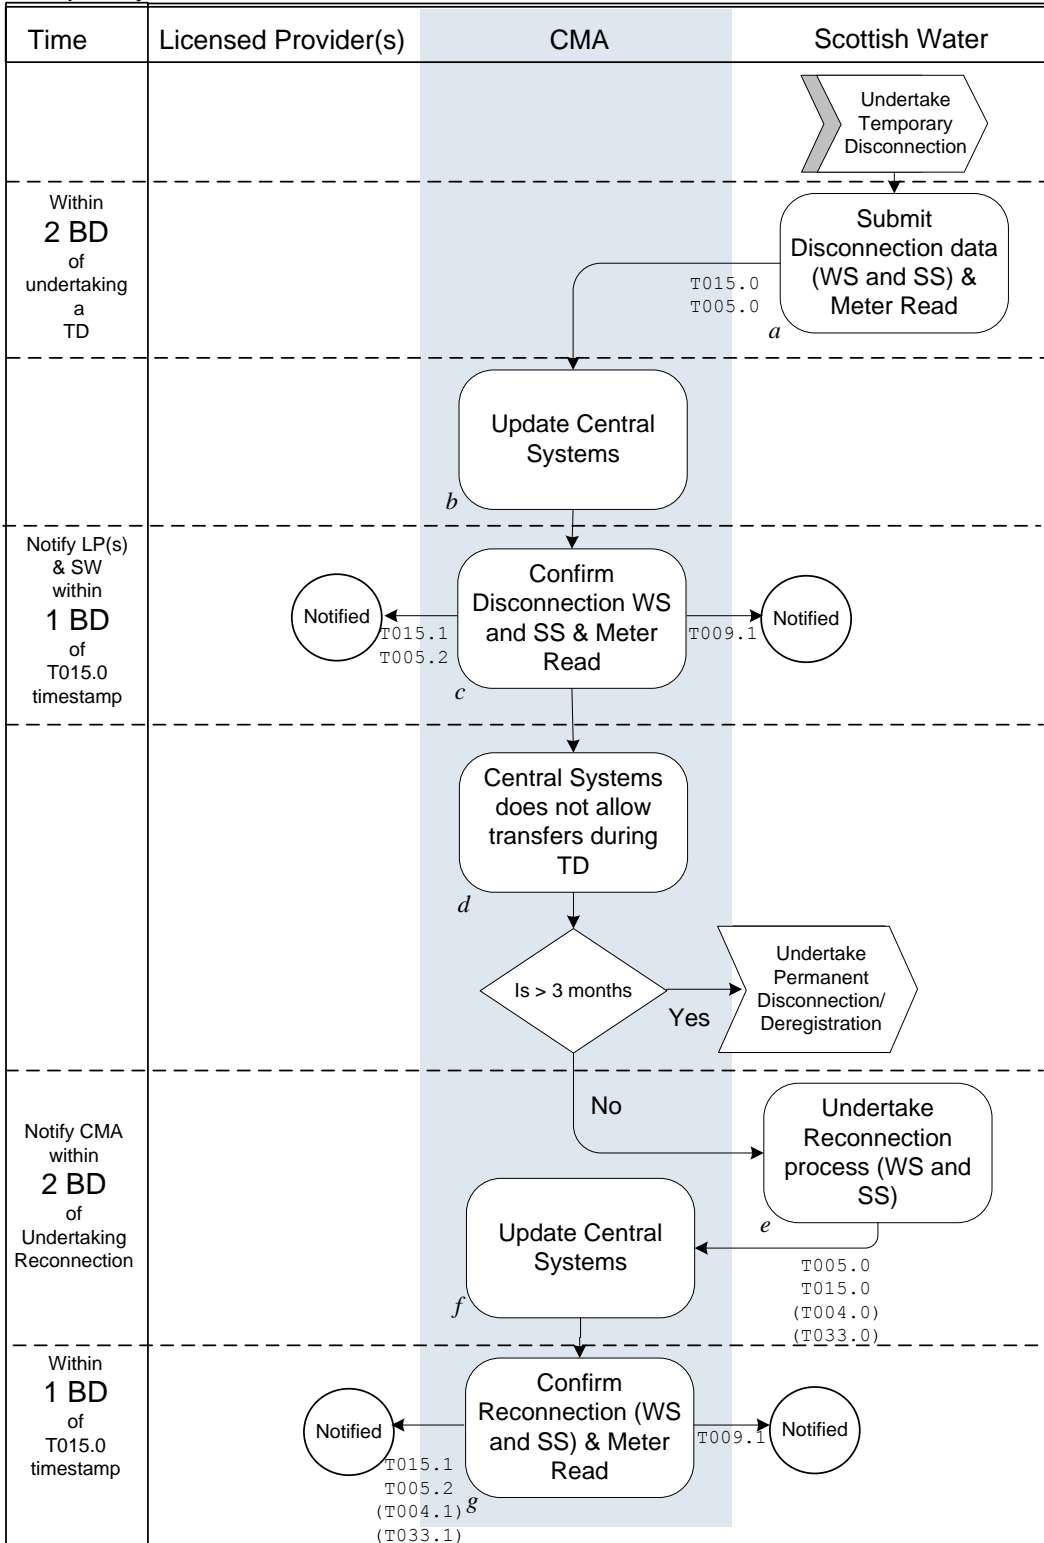 Time
Licensed Provider(s)
CMA
Scottish Water
Undertake
Temporary
Disconnection
Within
2 BD
of
undertaking
a
TD
Submit
Disconnection data
(WS and SS) &
Meter Read
a
T015.0
T005.0
Update Central
Systems
b
Notify LP(s)
& SW
within
1 BD
of
T015.0
timestamp
Notified
T015.1
T005.2
Confirm
Disconnection WS
and SS & Meter
Read
c
T009.1
Notified
Central Systems
does not allow
transfers during
TD
d
Is > 3 months
Yes
Undertake
Permanent
Disconnection/
Deregistration
No
Notify CMA
within
2 BD
of
Undertaking
Reconnection
Undertake
Reconnection
process (WS and
SS)
e
T005.0
T015.0
(T004.0)
(T033.0)
Update Central
Systems
f
Within
1 BD
of
T015.0
timestamp
Notified
T015.1
T005.2
(T004.1)
(T033.1)
Confirm
Reconnection (WS
and SS) & Meter
Read
g
T009.1
Notified